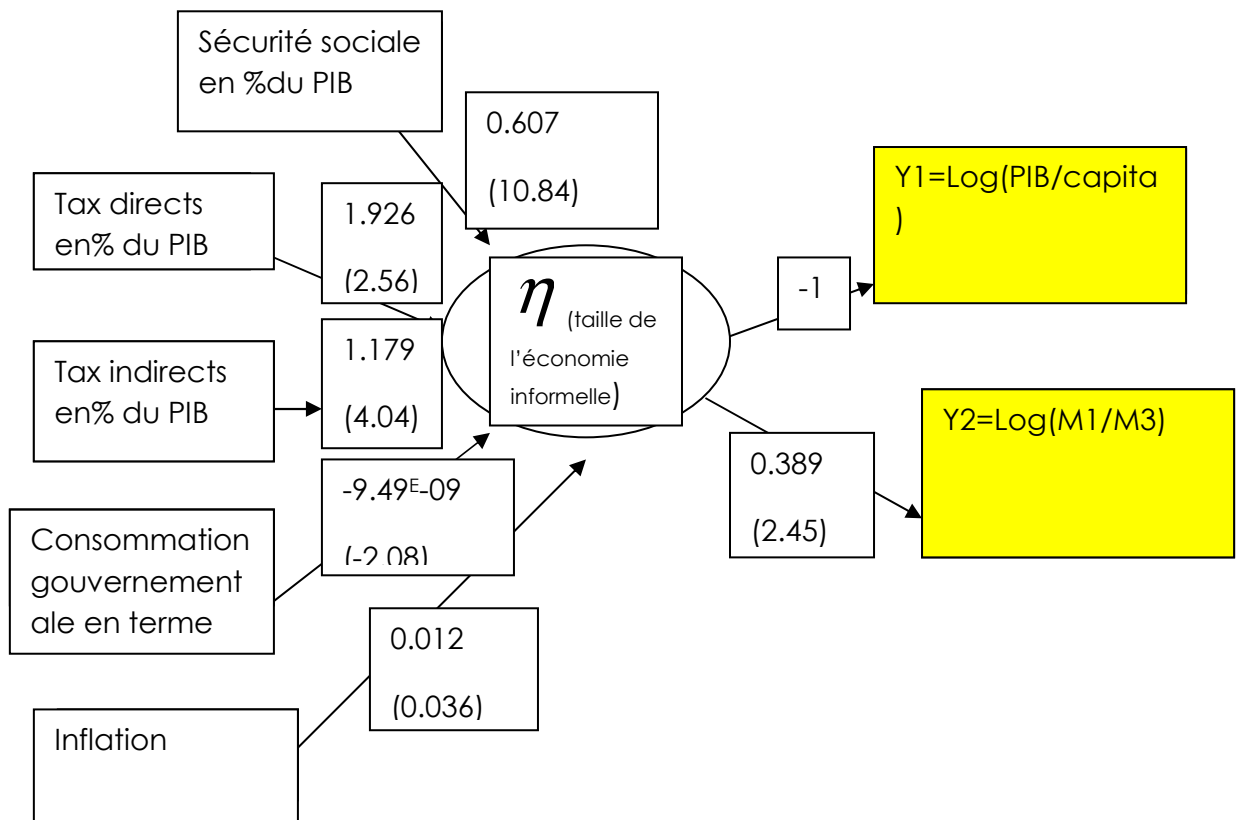 Sécurité sociale
en %du PIB
0.607
(10.84)
Y1=Log(PIB/capita
)
Tax directs
en% du PIB
1.926
(2.56)
-1
η (taille de
l’économie
informelle)
Tax indirects
en% du PIB
1.179
(4.04)
Y2=Log(M1/M3)
0.389
(2.45)
-9.49E-09
(-2.08)
Consommation
gouvernement
ale en terme
0.012
(0.036)
Inflation